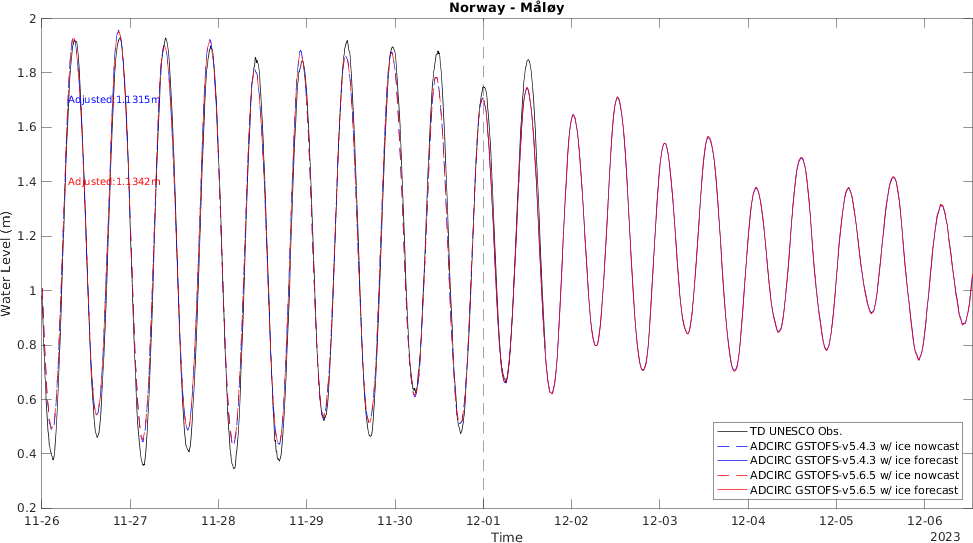 Norway - Måløy
2
1.8
1.6
1.4
1.2
1
0.8
0.6
0.4
0.2
Water Level (m)
Adjusted:1.1315m
Adjusted:1.1342m
TD UNESCO Obs.
ADCIRC GSTOFS-v5.4.3 w/ ice nowcast
ADCIRC GSTOFS-v5.4.3 w/ ice forecast
ADCIRC GSTOFS-v5.6.5 w/ ice nowcast
ADCIRC GSTOFS-v5.6.5 w/ ice forecast
11-26 11-27 11-28 11-29 11-30 12-01 12-02 12-03 12-04 12-05 12-06
Time
2023